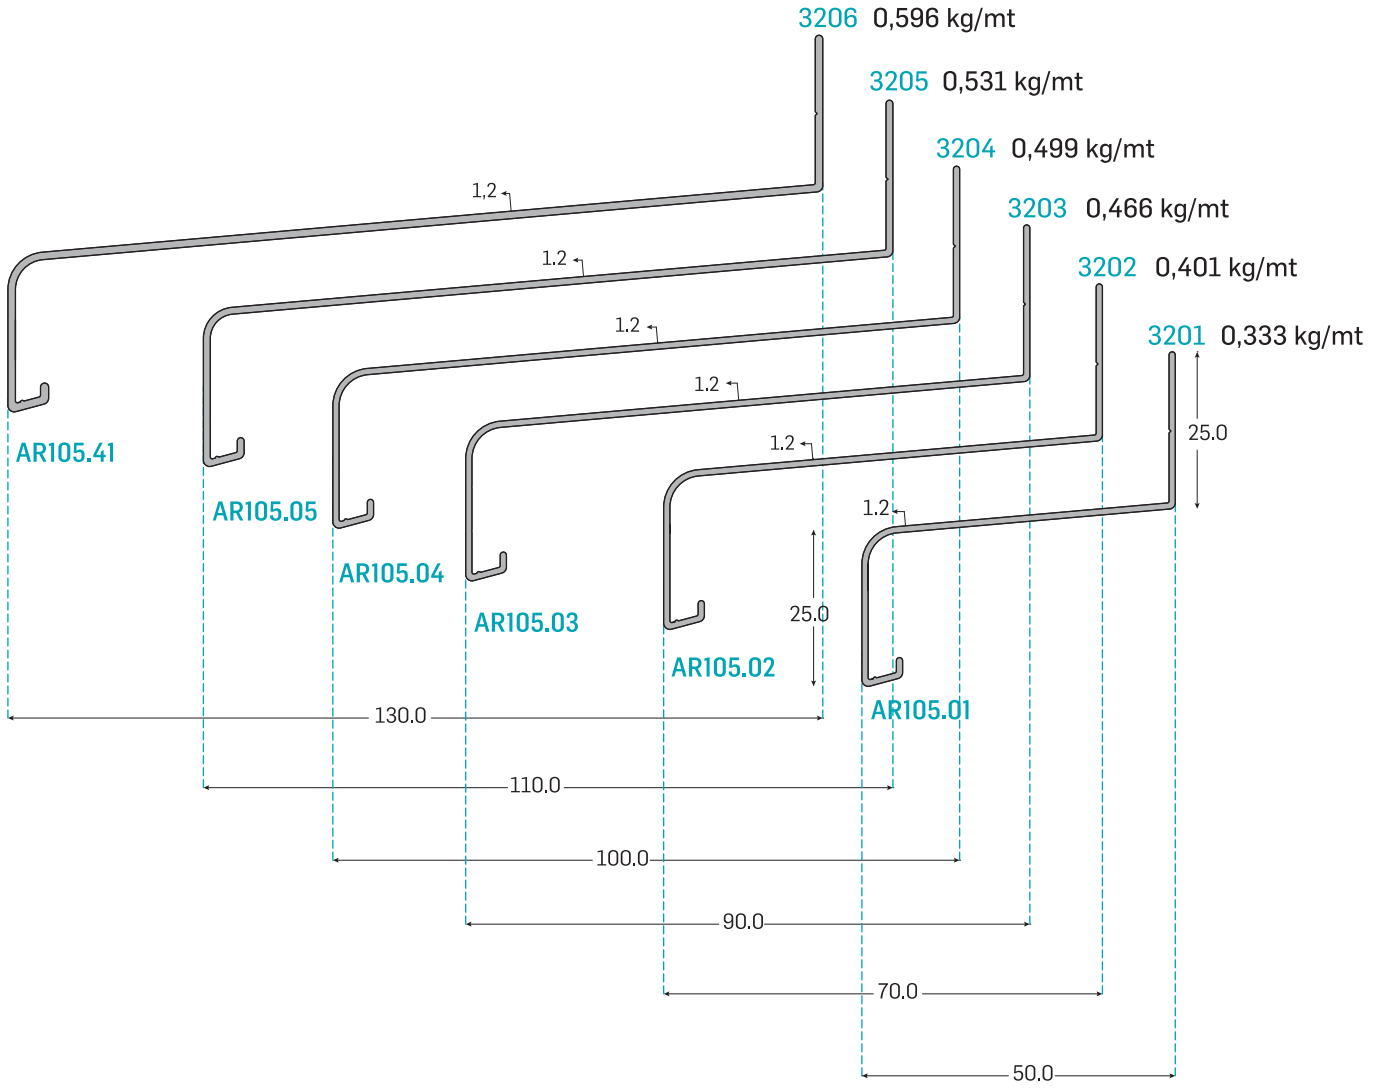 3206 0,596 kg/mt
3205 0,531 kg/mt
3204 0,499 kg/mt
1,2
3203 0,466 kg/mt
1.2
3202 0,401 kg/mt
1.2
3201 0,333 kg/mt
1.2
25.0
1.2
AR105.41
1.2
AR105.05
AR105.04
25.0
AR105.03
AR105.02
AR105.01
130.0
110.0
100.0
90.0
70.0
50.0